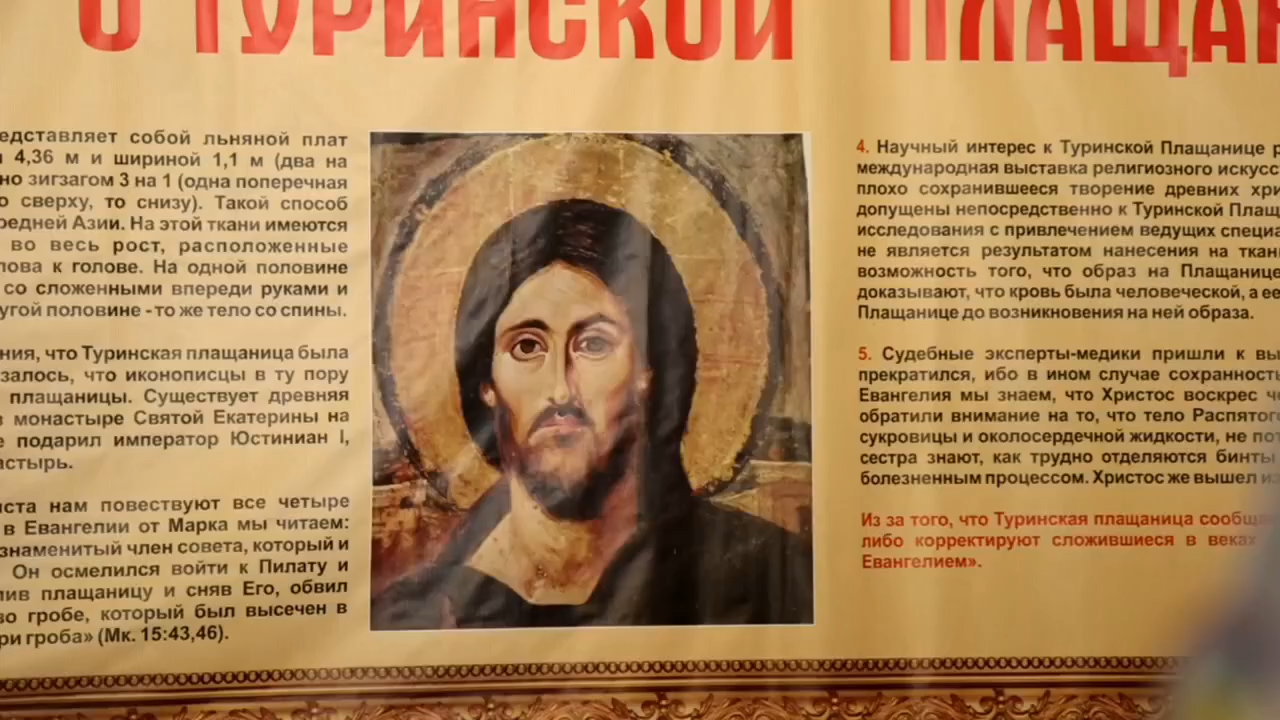 О ТУРИНСКОЙ ПЛАЩАН
едставляет собой льняной плат
4,36 м и шириной 1,1 м (два на
но зигзагом 3 на 1 (одна поперечная
о сверху, то снизу). Такой способ
редней Азии. На этой ткани имеются
во весь рост, расположенные
лова к голове. На одной половине
со сложенными впереди руками и
угой половине - то же тело со спины.
ния, что Туринская плащаница была
залось, что иконописцы в ту пору
плащаницы. Существует древняя
в монастыре Святой Екатерины на
е подарил император Юстиниан I,
астырь.
иста нам повествуют все четыре
в Евангелии от Марка мы читаем:
знаменитый член совета, который и
Он осмелился войти к Пилату и
пив плащаницу и сняв Его, обвил
во гробе, который был высечен в
ри гроба» (Мк. 15:43,46).
4. Научный интерес к Туринской Плащанице р
международная выставка религиозного искусс
плохо сохранившееся творение древних хри
допущены непосредственно к Туринской Плащ
исследования с привлечением ведущих специа
не является результатом нанесения на ткан
возможность того, что образ на Плащанице
доказывают, что кровь была человеческой, а ее
Плащанице до возникновения на ней образа.
5. Судебные эксперты-медики пришли к вы
прекратился, ибо в ином случае сохранност
Евангелия мы знаем, что Христос воскрес ч
обратили внимание на то, что тело Распятог
сукровицы и околосердечной жидкости, не по
сестра знают, как трудно отделяются бинты
болезненным процессом. Христос же вышел из
Из за того, что Туринская плащаница сообща
либо корректируют сложившиеся в веках
Евангелием».